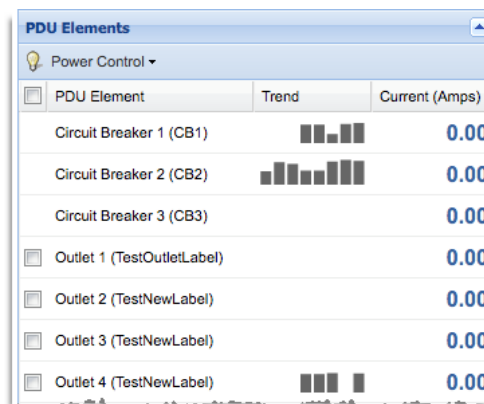 PDU Elements
Power Control
PDU Element Trend Current (Amps)
Circuit Breaker 1 (CB1) 0.00
Circuit Breaker 2 (CB2) 0.00
Circuit Breaker 3 (CB3) 0.00
Outlet 1 (TestOutletLabel) 0.00
Outlet 2 (TestNewLabel) 0.00
Outlet 3 (TestNewLabel) 0.00
Outlet 4 (TestNewLabel) 0.00